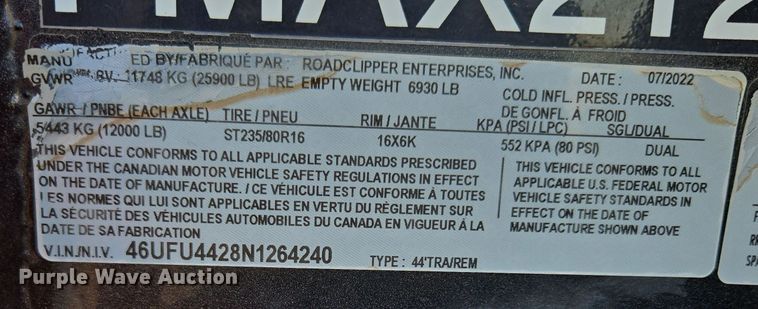 PMAX212
MANU ED BY/FABRIQUÉ PAR : ROADCLIPPER ENTERPRISES, INC. DATE : 07/2022
GVWR BV. 11748 KG (25900 LB) LRE EMPTY WEIGHT 6930 LB
COLD INFL. PRESS. / PRESS.
DE GONFL. À FROID
GAWR / PNBE (EACH AXLE) TIRE / PNEU RIM / JANTE KPA (PSI / LPC) SGL/DUAL
5443 KG (12000 LB) ST235/80R16 16X6K 552 KPA (80 PSI) DUAL
THIS VEHICLE CONFORMS TO ALL APPLICABLE STANDARDS PRESCRIBED
UNDER THE CANADIAN MOTOR VEHICLE SAFETY REGULATIONS IN EFFECT
ON THE DATE OF MANUFACTURE. / CE VÉHICULE EST CONFORME À TOUTES
LES NORMES QUI LUI SONT APPLICABLES EN VERTU DU RÈGLEMENT SUR
LA SÉCURITÉ DES VÉHICULES AUTOMOBILES DU CANADA EN VIGUEUR À LA
DATE DE SA FABRICATION
THIS VEHICLE CONFORMS TO ALL
APPLICABLE U.S. FEDERAL MOTOR
VEHICLE SAFETY STANDARDS IN
EFFECT ON THE DATE OF
MANUFACTURE SHOWN ABOVE
V.I.N./N.I.V. 46UFU4428N1264240 TYPE : 44'TRA/REM
Purple Wave Auction